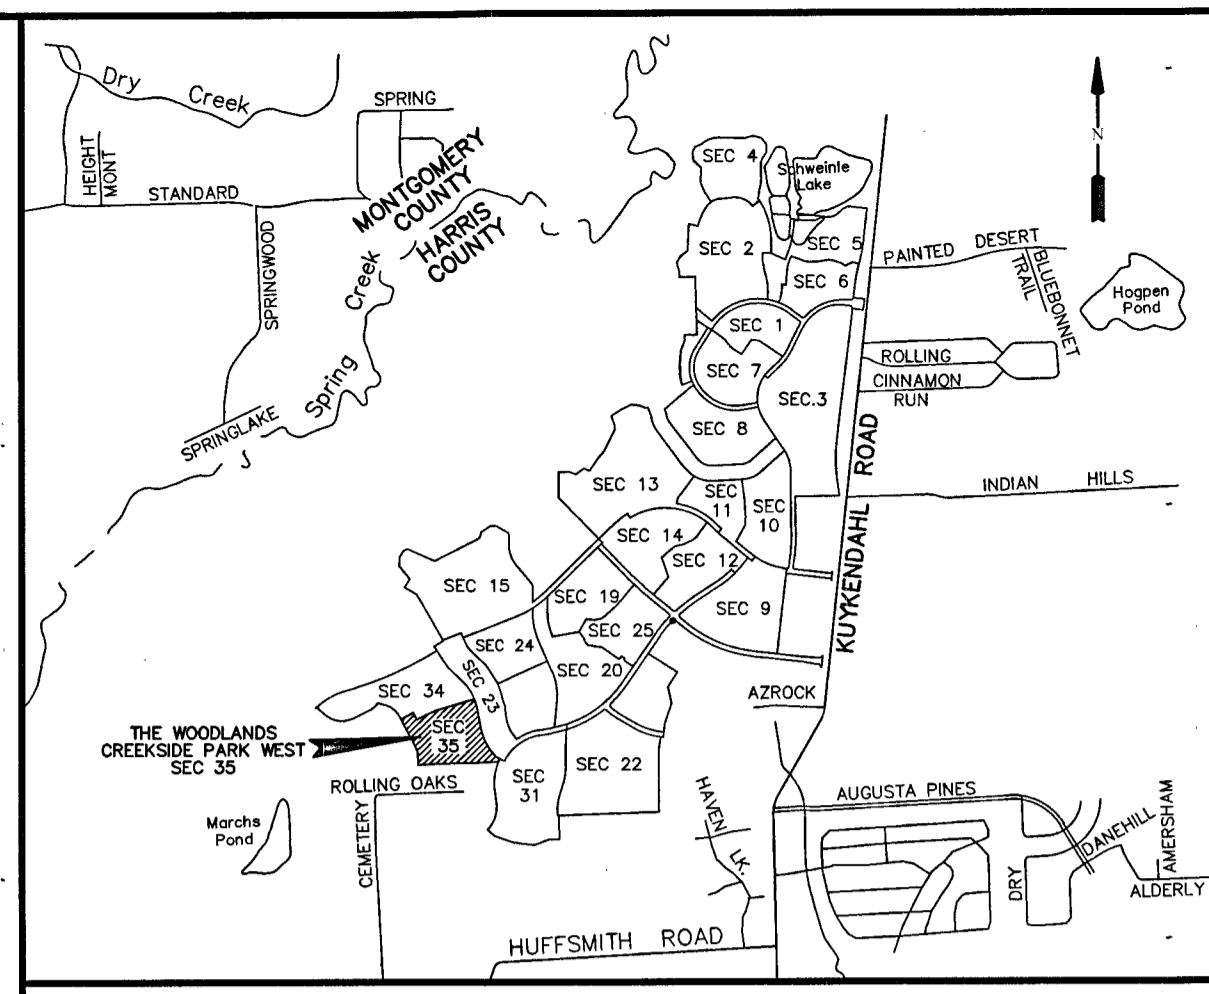 Dry
Creek
SPRING
HEIGHT
MONT
STANDARD
MONTGOMERY
COUNTY
HARRIS
COUNTY
N
SEC 4
Schweinle
Lake
SEC 2
SEC 5
PAINTED DESERT
SEC 6
BLUEBONNET
TRAIL
Hogpen
Pond
SPRINGWOOD
Spring Creek
SEC 1
SEC 7
SEC.3
ROLLING
CINNAMON
RUN
SPRINGLAKE
SEC 8
KUYKENDAHL ROAD
SEC 13
SEC
11
SEC
10
INDIAN HILLS
SEC 14
SEC 12
SEC 15
SEC 19
SEC 9
SEC 25
SEC 24
SEC 20
SEC 23
SEC 34
AZROCK
SEC
35
THE WOODLANDS
CREEKSIDE PARK WEST
SEC 35
SEC
31
SEC 22
ROLLING OAKS
CEMETERY
Marchs
Pond
HAVEN
LK.
AUGUSTA PINES
DANEHILL
AMERSHAM
DRY
ALDERLY
HUFFSMITH ROAD